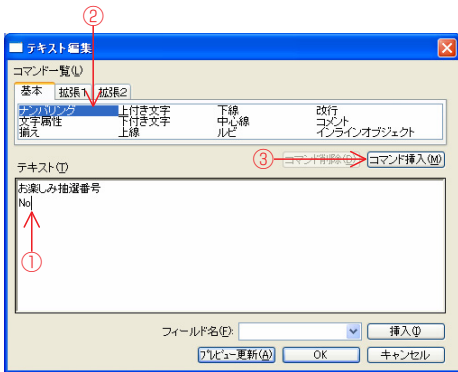 ②
テキスト編集
コマンド一覧(L)
基本 拡張1 拡張2
ナンバリング 上付き文字 下線 改行
文字属性 下付き文字 中心線 コメント
揃え 上線 ルビ インラインオブジェクト
③ コマンド削除(D) コマンド挿入(M)
テキスト(T)
お楽しみ抽選番号
No
①
フィールド名(F): 挿入(I)
プレビュー更新(A) OK キャンセル